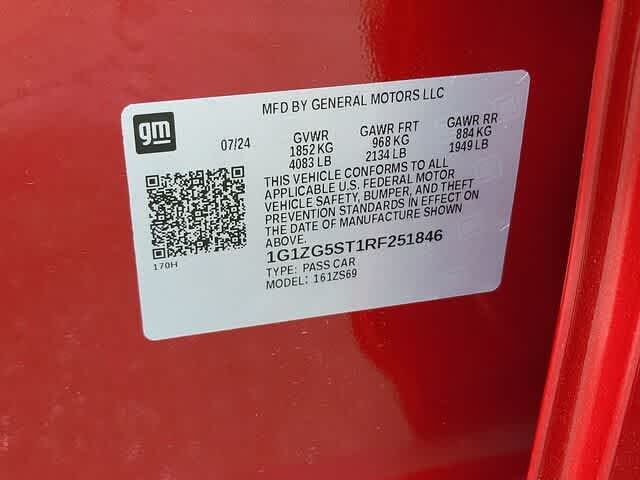 MFD BY GENERAL MOTORS LLC
gm
07/24
GVWR GAWR FRT GAWR RR
1852 KG 968 KG 884 KG
4083 LB 2134 LB 1949 LB
THIS VEHICLE CONFORMS TO ALL
APPLICABLE U.S. FEDERAL MOTOR
VEHICLE SAFETY, BUMPER, AND THEFT
PREVENTION STANDARDS IN EFFECT ON
THE DATE OF MANUFACTURE SHOWN
ABOVE.
1G1ZG5ST1RF251846
TYPE: PASS CAR
MODEL: 161ZS69
170H